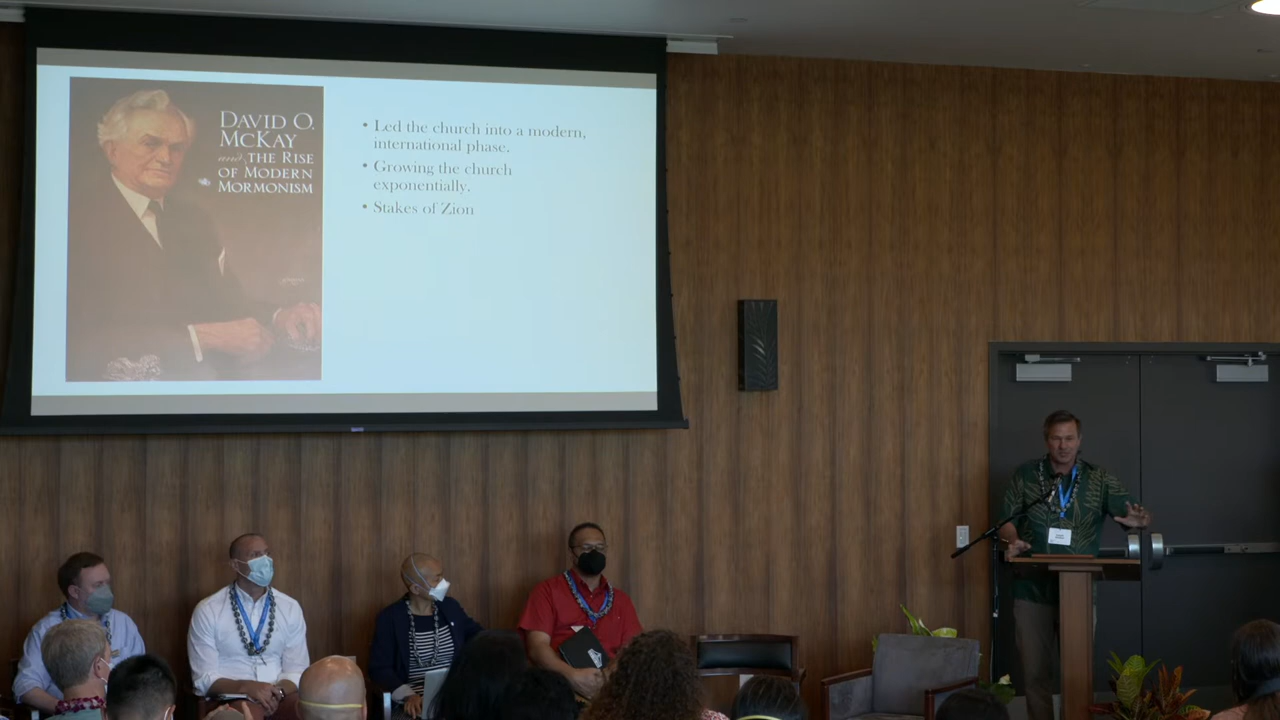 DAVID O.
MCKAY
and THE RISE
OF MODERN
MORMONISM
• Led the church into a modern,
international phase.
• Growing the church
exponentially.
• Stakes of Zion